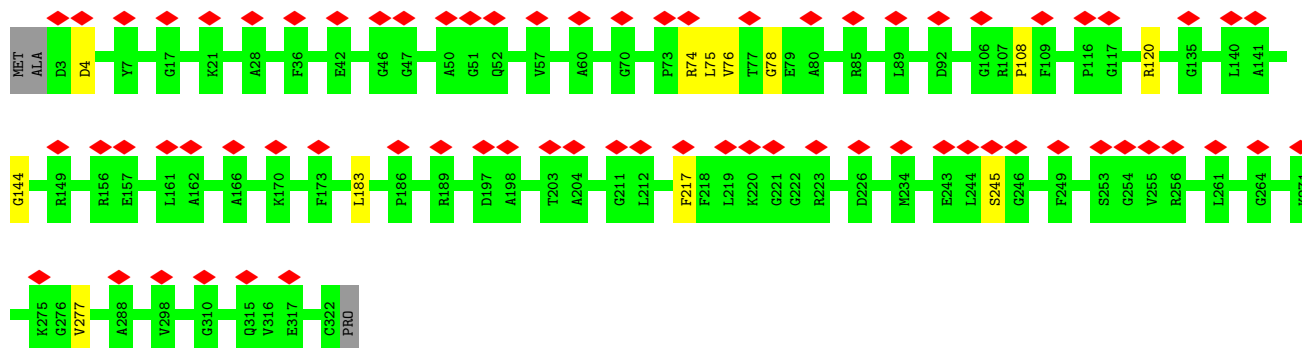 MET ALA D3 D4 Y7 G17 K21 A28 F36 E42 G46 G47 A50 G51 Q52 V57 A60 G70 P73 R74 L75 V76 T77 G78 E79 A80 R85 L89 D92 G106 R107 P108 F109 P116 G117 R120 G135 L140 A141
G144 R149 R156 E157 L161 A162 A166 K170 F173 L183 P186 R189 D197 A198 T203 A204 G211 L212 F217 F218 L219 K220 G221 G222 R223 D226 M234 E243 L244 S245 G246 F249 S253 G254 V255 R256 L261 G264
K275 G276 V277 A288 V298 G310 Q315 V316 E317 C322 PRO